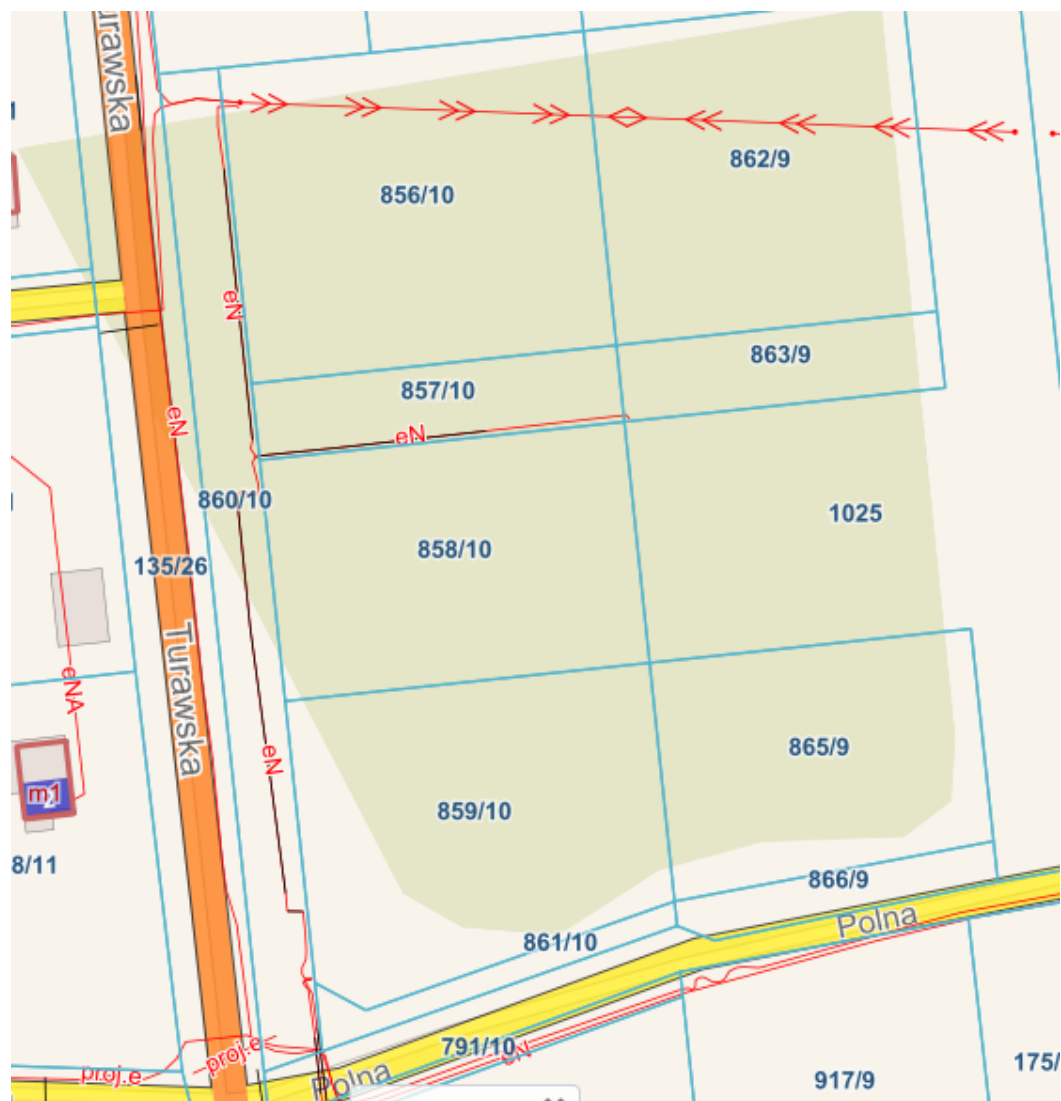 Turawska
856/10
862/9
eN
857/10
863/9
eN
eN
860/10
858/10
1025
135/26
Turawska
eNA
eN
865/9
m1
859/10
8/11
866/9
Polna
861/10
proj.e
proj.e
791/10
eN
Polna
917/9
175/